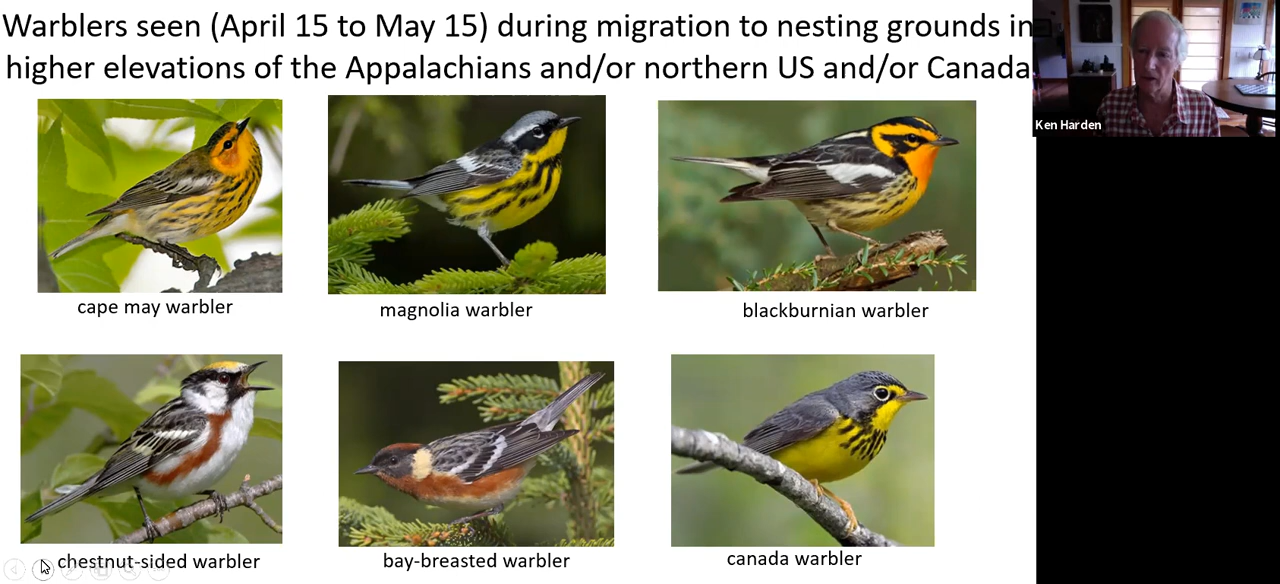 Warblers seen (April 15 to May 15) during migration to nesting grounds in
higher elevations of the Appalachians and/or northern US and/or Canada
Ken Harden
cape may warbler
magnolia warbler
blackburnian warbler
chestnut-sided warbler
bay-breasted warbler
canada warbler